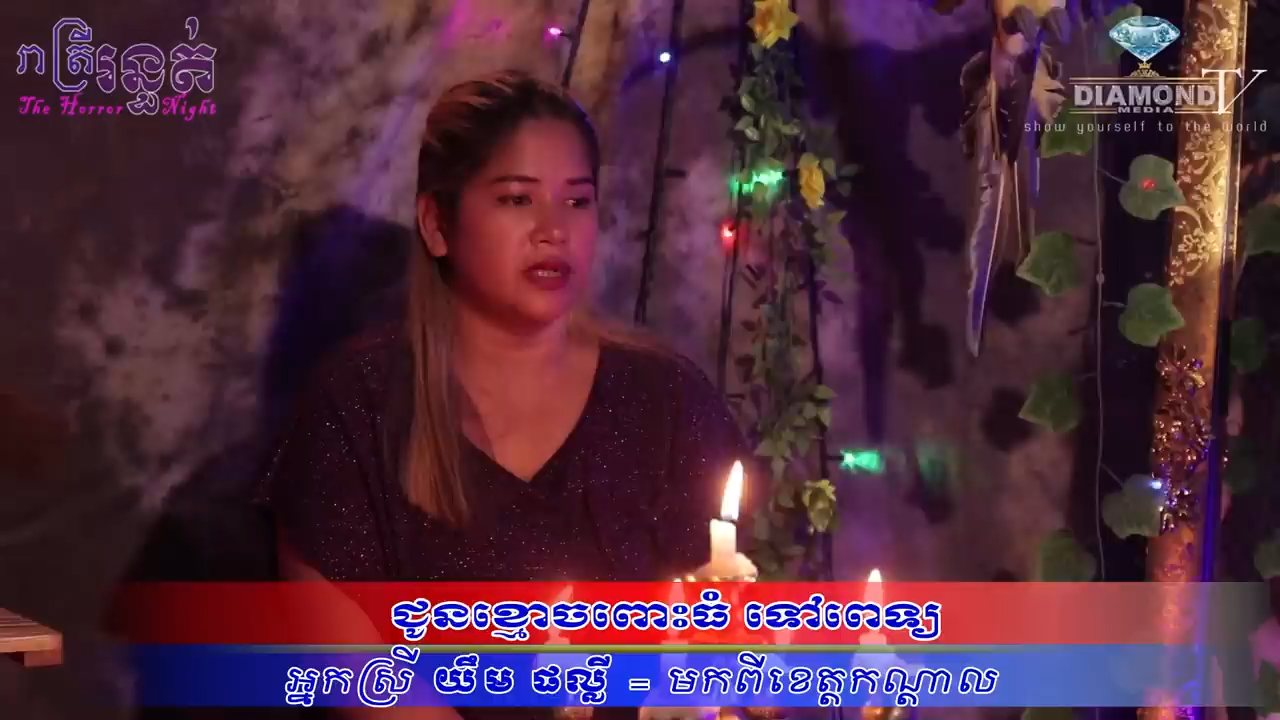 រាត្រីរន្ធត់
The Horror Night
DIAMOND TV
MEDIA
show yourself to the world
ជូនខ្មោចពោះធំ ទៅពេទ្យ
អ្នកស្រី យឹម ផល្លី = មកពីខេត្តកណ្តាល